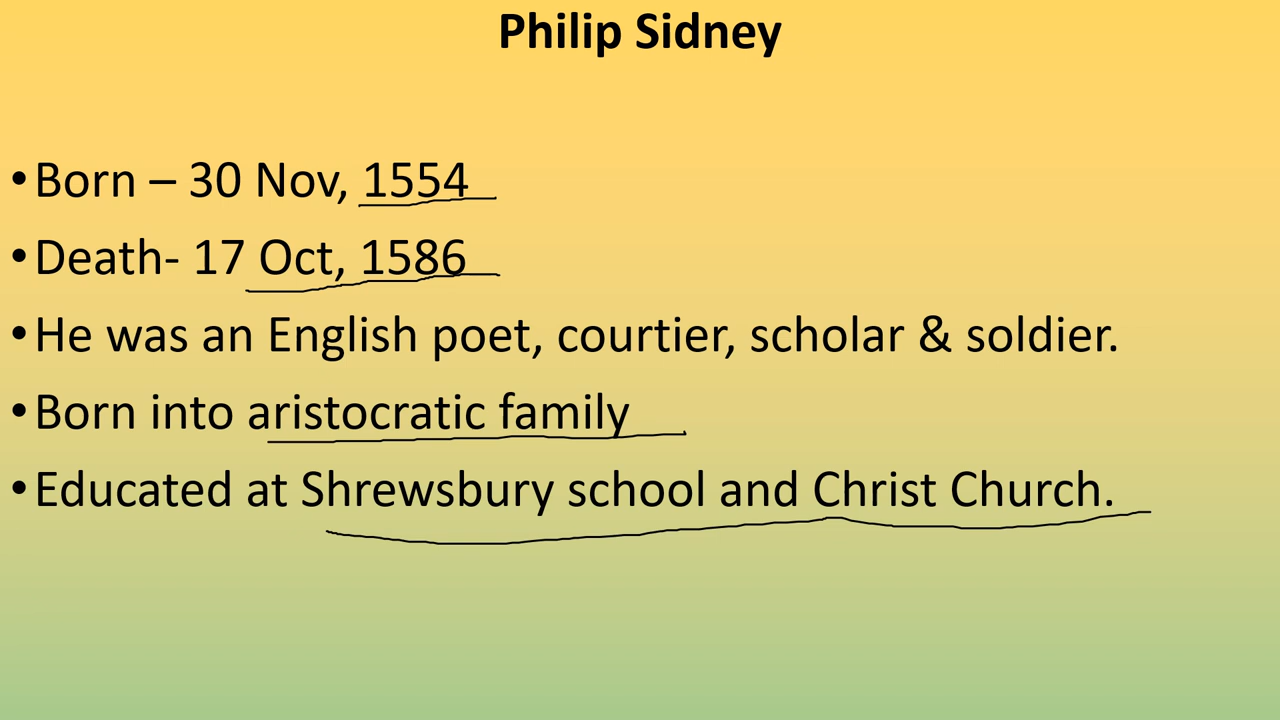 Philip Sidney
•Born – 30 Nov, 1554
•Death- 17 Oct, 1586
•He was an English poet, courtier, scholar & soldier.
•Born into aristocratic family
•Educated at Shrewsbury school and Christ Church.